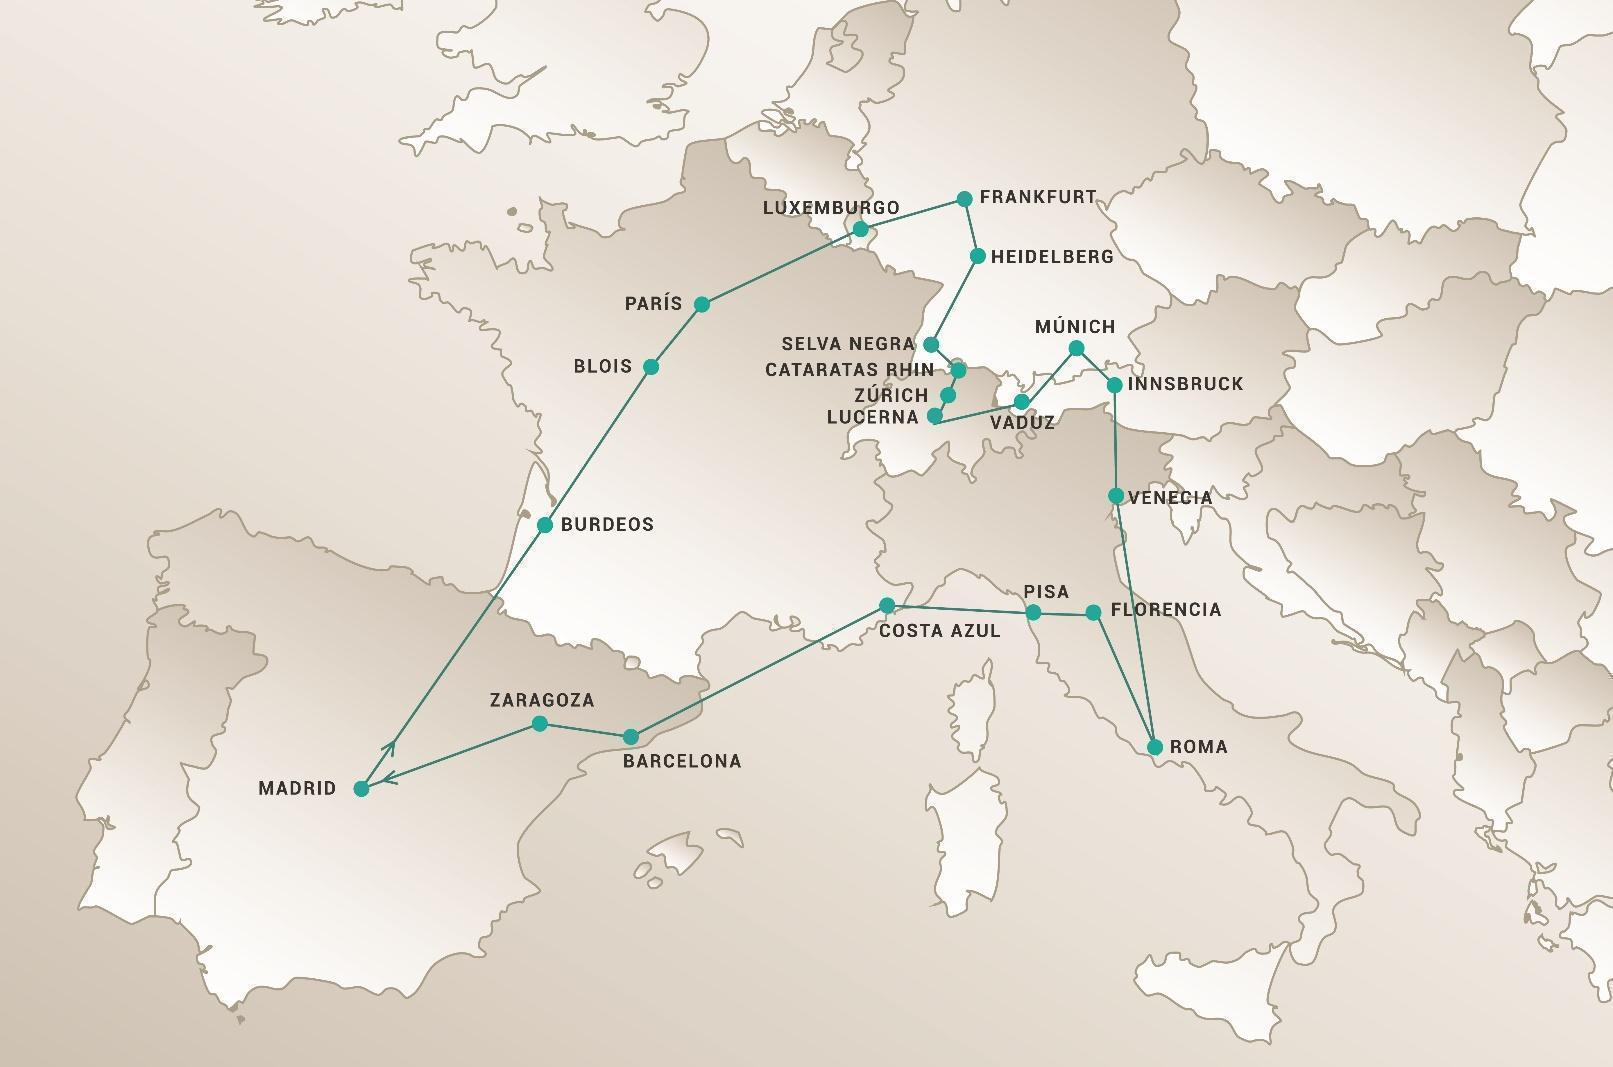 FRANKFURT
LUXEMBURGO
HEIDELBERG
PARÍS
MÚNICH
SELVA NEGRA
BLOIS
CATARATAS RHIN
INNSBRUCK
ZÚRICH
LUCERNA
VADUZ
VENECIA
BURDEOS
PISA
FLORENCIA
COSTA AZUL
ZARAGOZA
ROMA
BARCELONA
MADRID